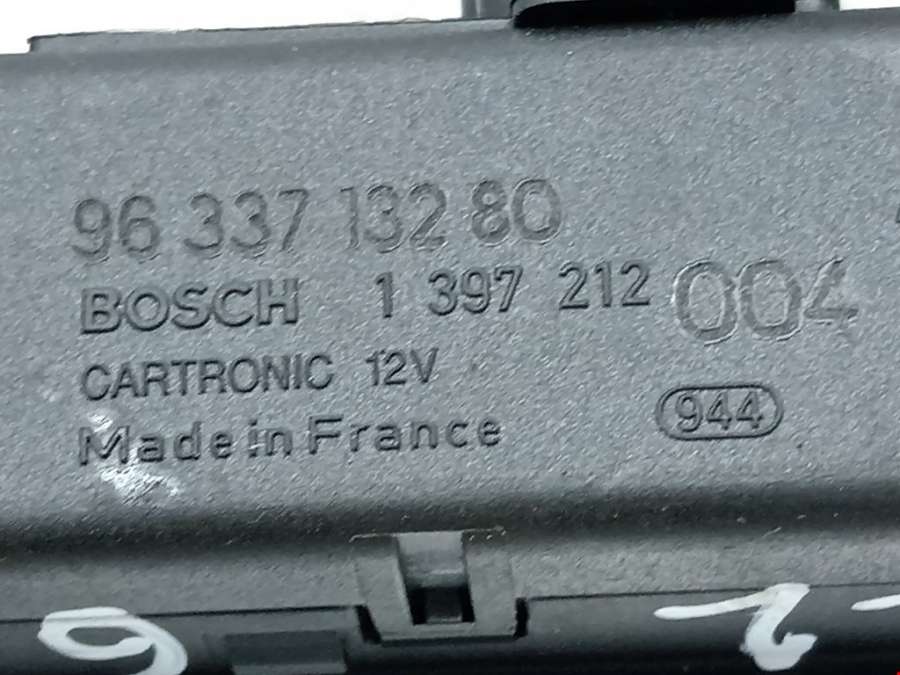 96 337 132 80
BOSCH 1 397 212 004
CARTRONIC 12V
944
Made in France